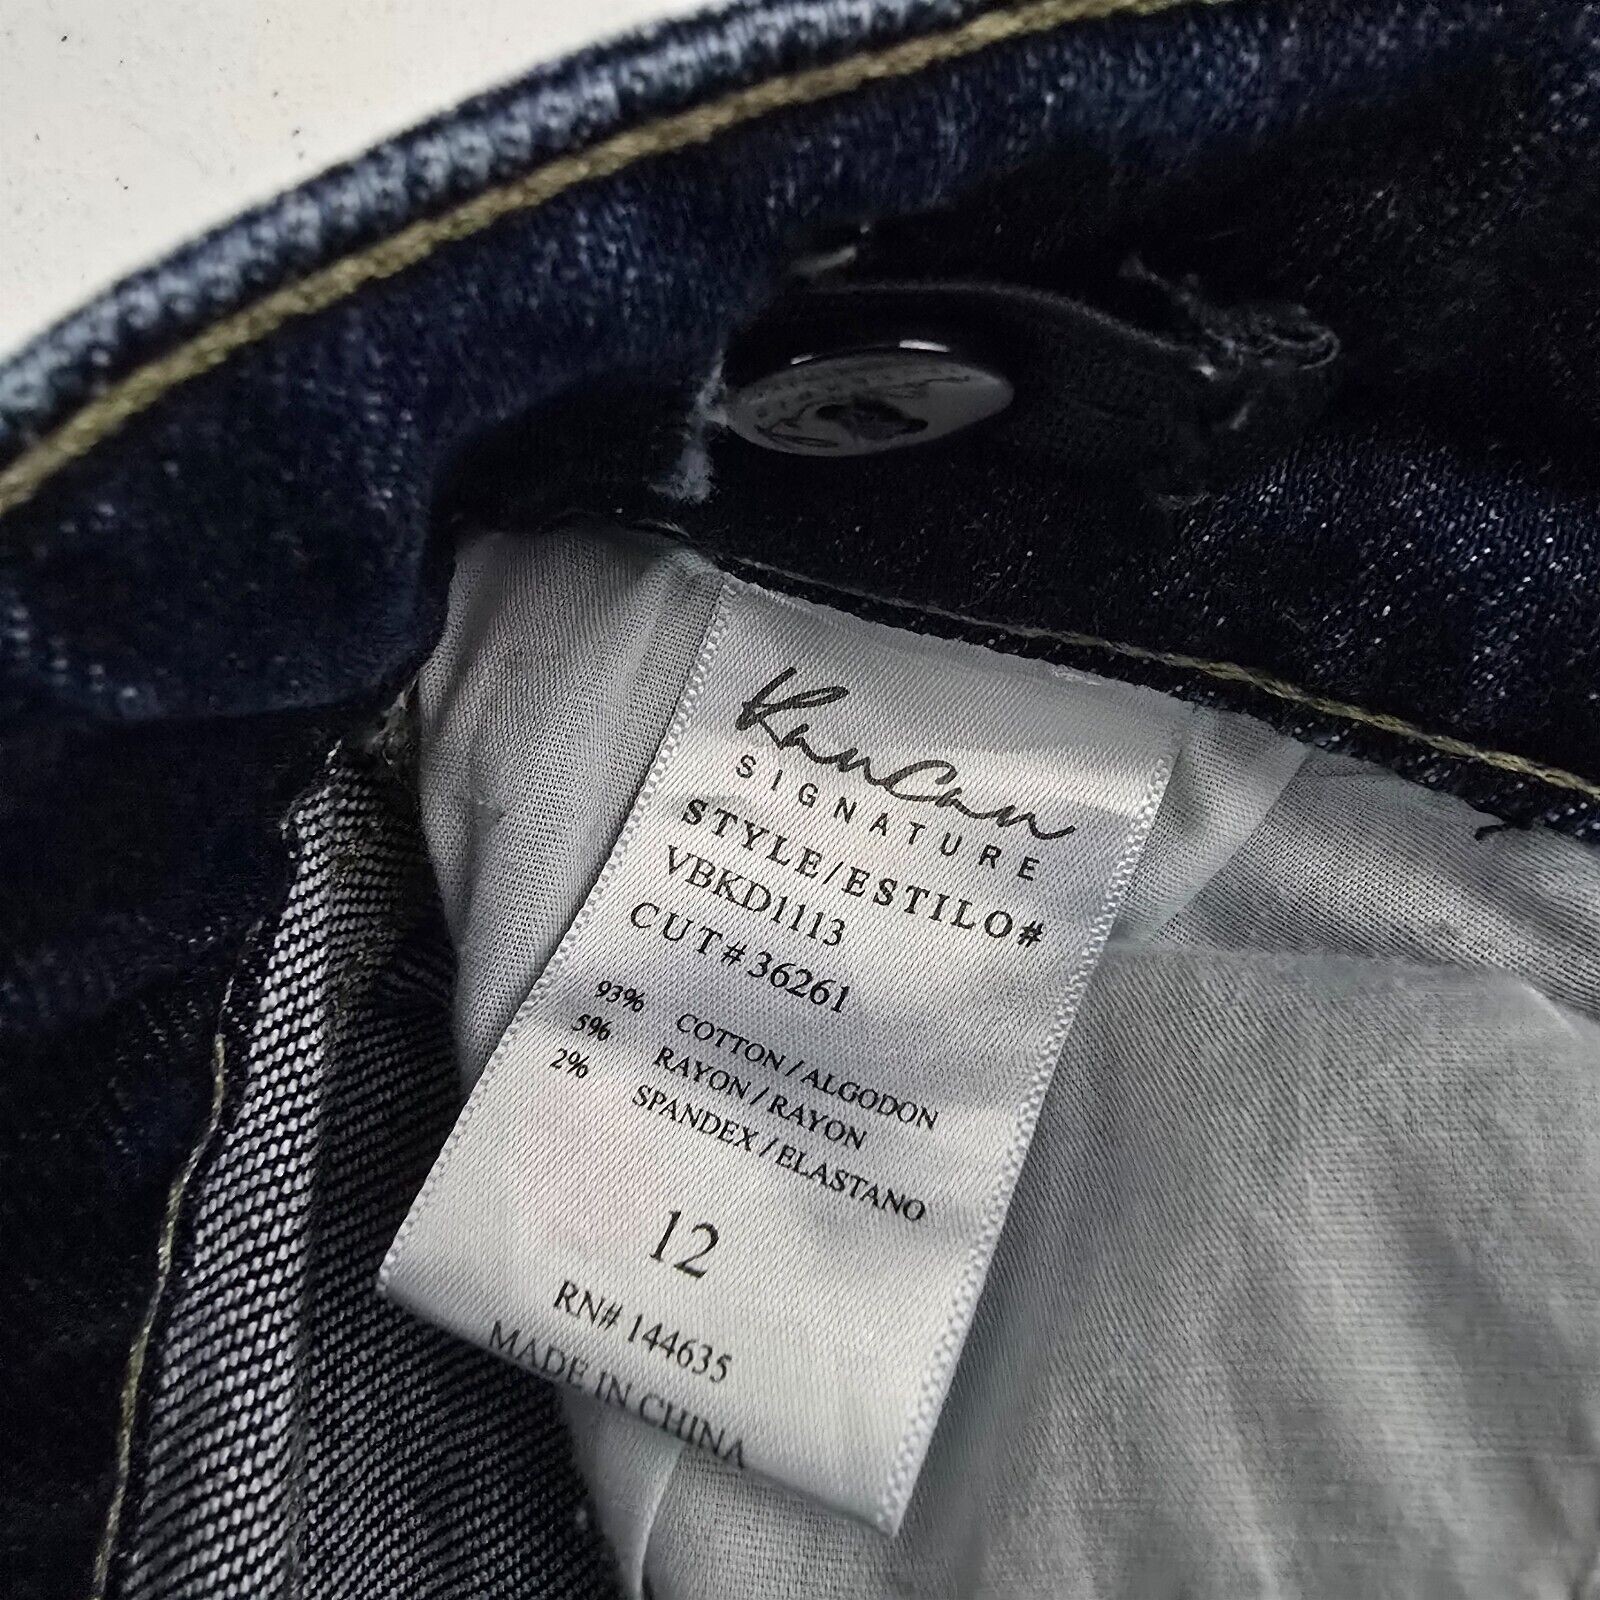 KanCan
SIGNATURE
STYLE/ESTILO#
VBKD1113
CUT#36261
93% COTTON/ALGODON
5% RAYON/RAYON
2% SPANDEX/ELASTANO
12
RN# 144635
MADE IN CHINA